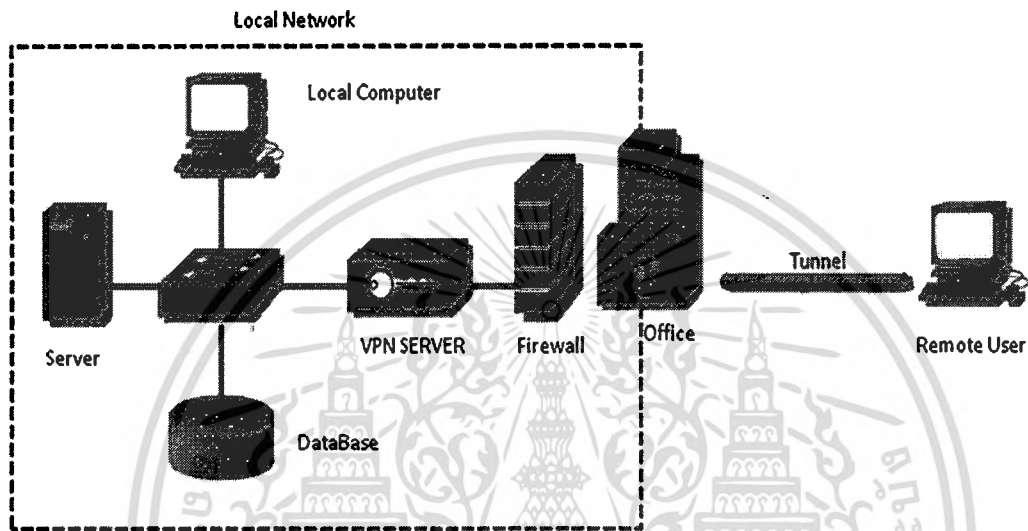 Local Network
Local Computer
Tunnel
Server
VPN SERVER
Firewall
Office
Remote User
DataBase